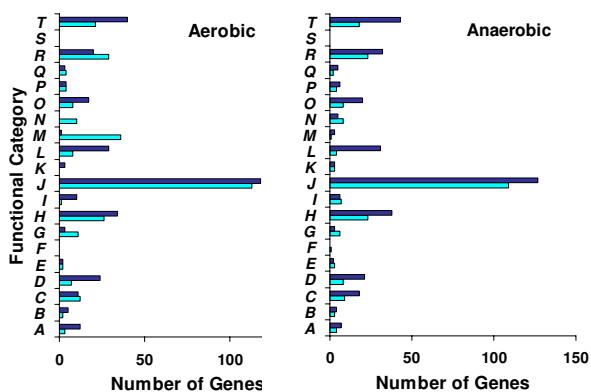 Aerobic
Functional Category
T
S
R
Q
P
O
N
M
L
K
J
I
H
G
F
E
D
C
B
A
0 50 100
Number of Genes
Anaerobic
T
S
R
Q
P
O
N
M
L
K
J
I
H
G
F
E
D
C
B
A
0 50 100 150
Number of Genes